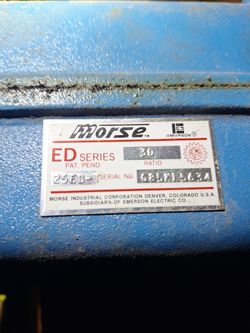 morse™ EMERSON®
ED SERIES 30
PAT. PEND. RATIO
25ED- SERIAL NO
MORSE INDUSTRIAL CORPORATION DENVER, COLORADO U.S.A.
SUBSIDIARY OF EMERSON ELECTRIC CO.